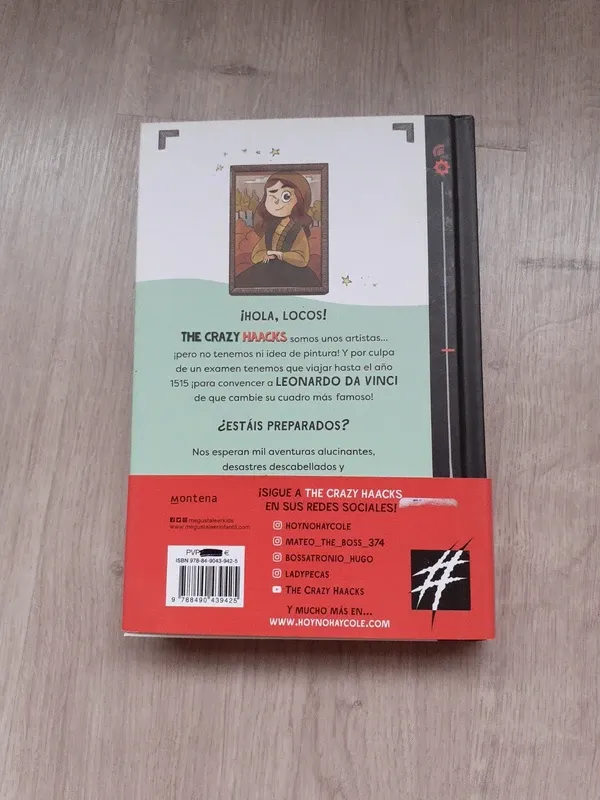 ¡HOLA, LOCOS!
THE CRAZY HAACKS somos unos artistas...
¡pero no tenemos ni idea de pintura! Y por culpa
de un examen tenemos que viajar hasta el año
1515 ¡para convencer a LEONARDO DA VINCI
de que cambie su cuadro más famoso!
¿ESTÁIS PREPARADOS?
Nos esperan mil aventuras alucinantes,
desastres descabellados y
montena
megustaleerkids
www.megustaleerinfantil.com
PVP €
ISBN 978-84-9043-942-5
9 788490 439425
¡SIGUE A THE CRAZY HAACKS
EN SUS REDES SOCIALES!
HOYNOHAYCOLE
MATEO_THE_BOSS_374
BOSSATRONIO_HUGO
LADYPECAS
THE CRAZY HAACKS
Y MUCHO MÁS EN...
WWW.HOYNOHAYCOLE.COM
#